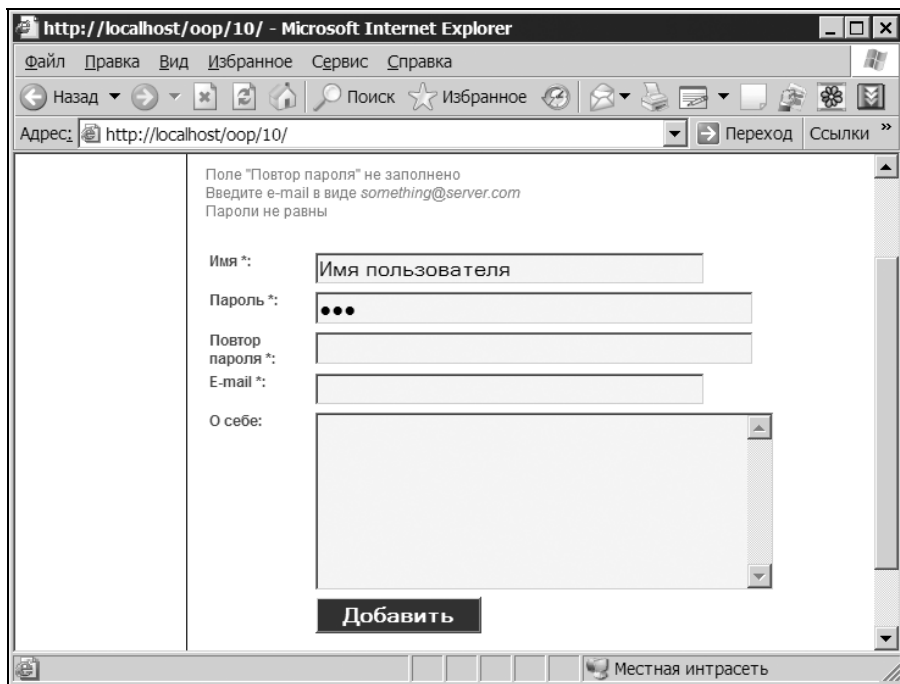 http://localhost/oop/10/ - Microsoft Internet Explorer
Файл Правка Вид Избранное Сервис Справка
Назад Поиск Избранное
Адрес: http://localhost/oop/10/ Переход Ссылки »
Поле "Повтор пароля" не заполнено
Введите e-mail в виде something@server.com
Пароли не равны
Имя *: Имя пользователя
Пароль *: •••
Повтор
пароля *:
E-mail *:
О себе:
Добавить
Местная интрасеть